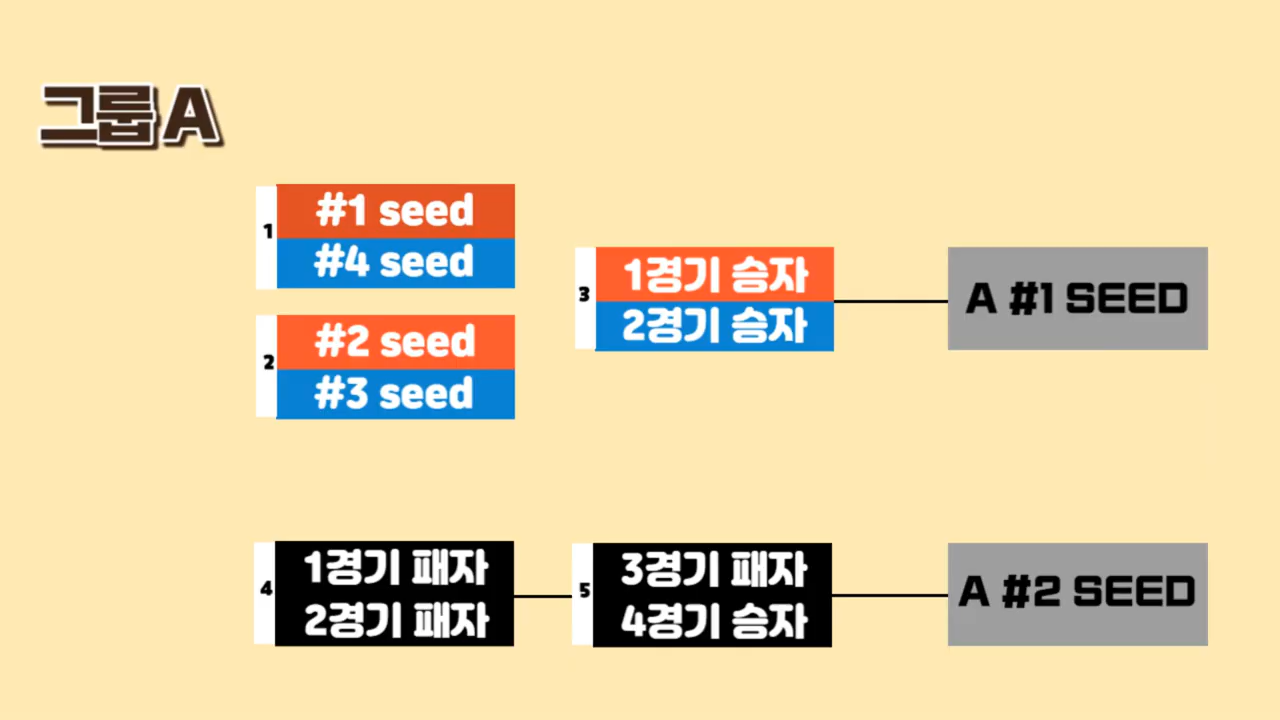 그룹 A
1
#1 seed
#4 seed
2
#2 seed
#3 seed
3
1경기 승자
2경기 승자
A #1 SEED
4
1경기 패자
2경기 패자
5
3경기 패자
4경기 승자
A #2 SEED